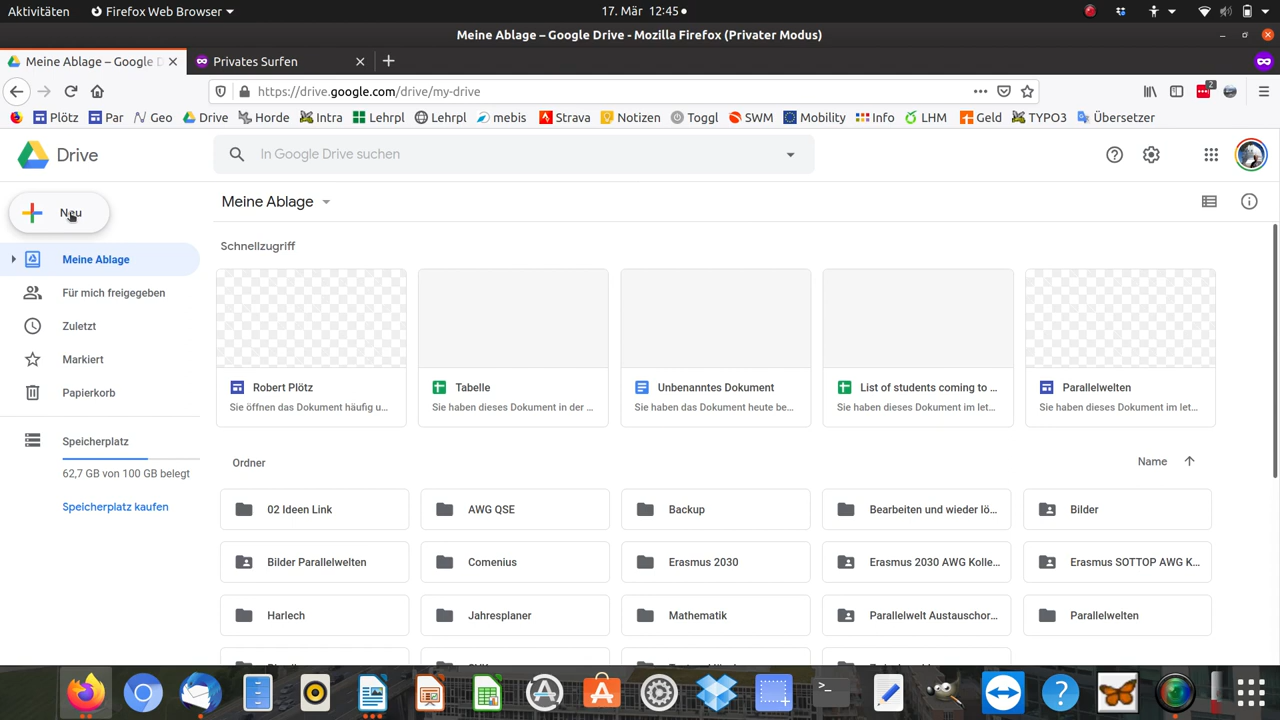 Aktivitäten
Firefox Web Browser
17. Mär 12:45
Meine Ablage – Google Drive - Mozilla Firefox (Privater Modus)
Meine Ablage – Google D
Privates Surfen
https://drive.google.com/drive/my-drive
2
Plötz
Par
Geo
Drive
Horde
Intra
Lehrpl
Lehrpl
mebis
Strava
Notizen
Toggl
SWM
Mobility
Info
LHM
Geld
TYPO3
Übersetzer
Drive
In Google Drive suchen
Neu
Meine Ablage
Für mich freigegeben
Zuletzt
Markiert
Papierkorb
Speicherplatz
62,7 GB von 100 GB belegt
Speicherplatz kaufen
Meine Ablage
Schnellzugriff
Robert Plötz
Sie öffnen das Dokument häufig u...
Tabelle
Sie haben dieses Dokument in der ...
Unbenanntes Dokument
Sie haben das Dokument heute be...
List of students coming to ...
Sie haben dieses Dokument im let...
Parallelwelten
Sie haben dieses Dokument im let...
Ordner
Name
02 Ideen Link
AWG QSE
Backup
Bearbeiten und wieder lö...
Bilder
Bilder Parallelwelten
Comenius
Erasmus 2030
Erasmus 2030 AWG Kolle...
Erasmus SOTTOP AWG K...
Harlech
Jahresplaner
Mathematik
Parallelwelt Austauschor...
Parallelwelten